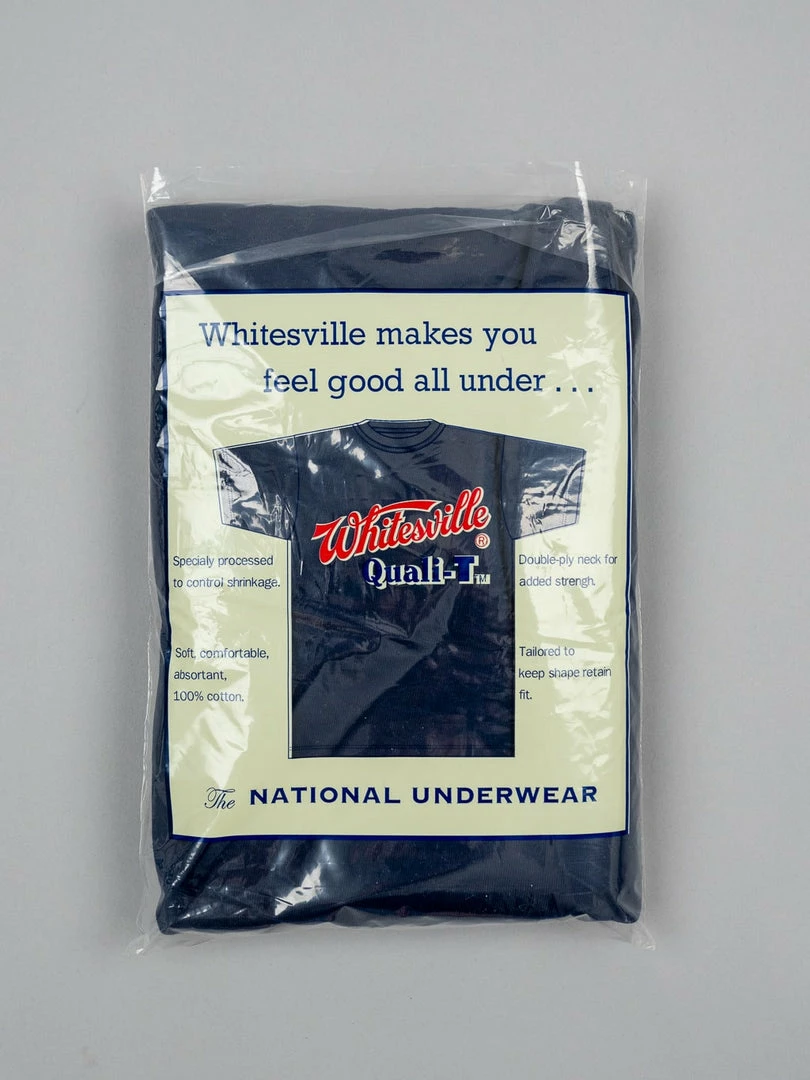 Whitesville makes you
feel good all under . . .
Whitesville ®
Quali-T™
Specialy processed
to control shrinkage.
Double-ply neck for
added strengh.
Soft, comfortable,
absortant,
100% cotton.
Tailored to
keep shape retain
fit.
The NATIONAL UNDERWEAR